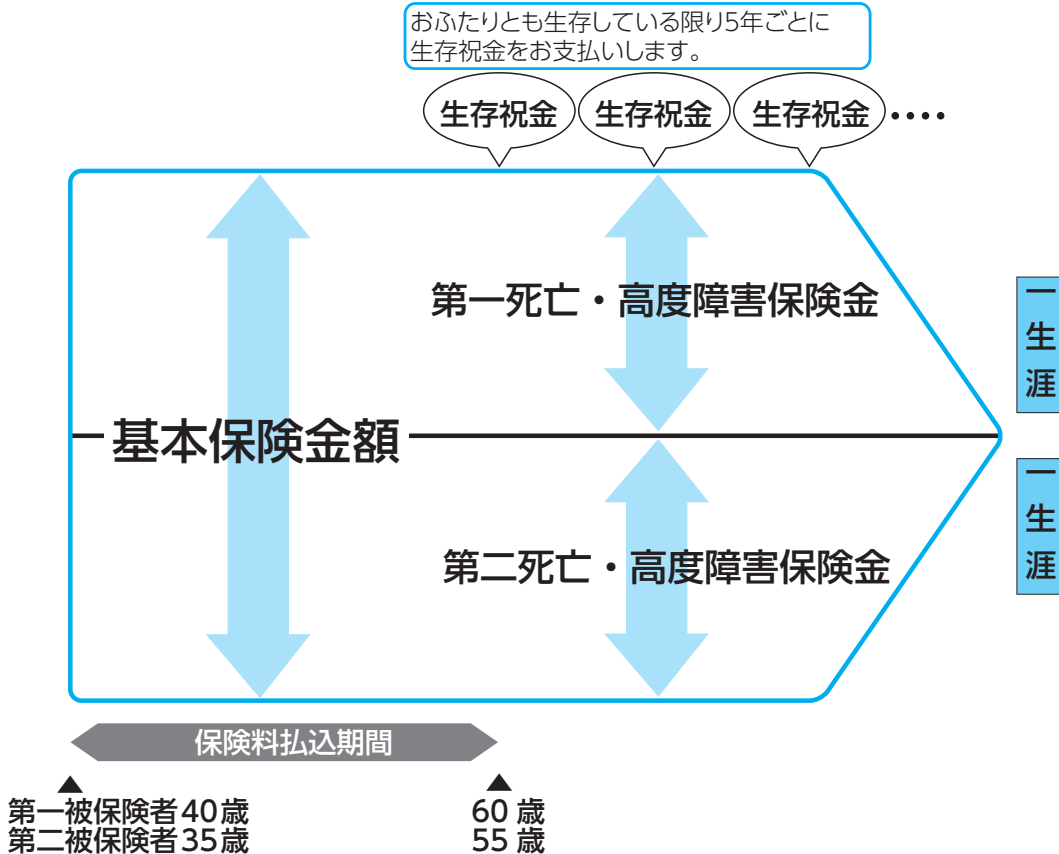 おふたりとも生存している限り5年ごとに
生存祝金をお支払いします。
生存祝金 生存祝金 生存祝金 ‥‥
第一死亡・高度障害保険金
一生涯
基本保険金額
第二死亡・高度障害保険金
一生涯
保険料払込期間
第一被保険者40歳 60歳
第二被保険者35歳 55歳